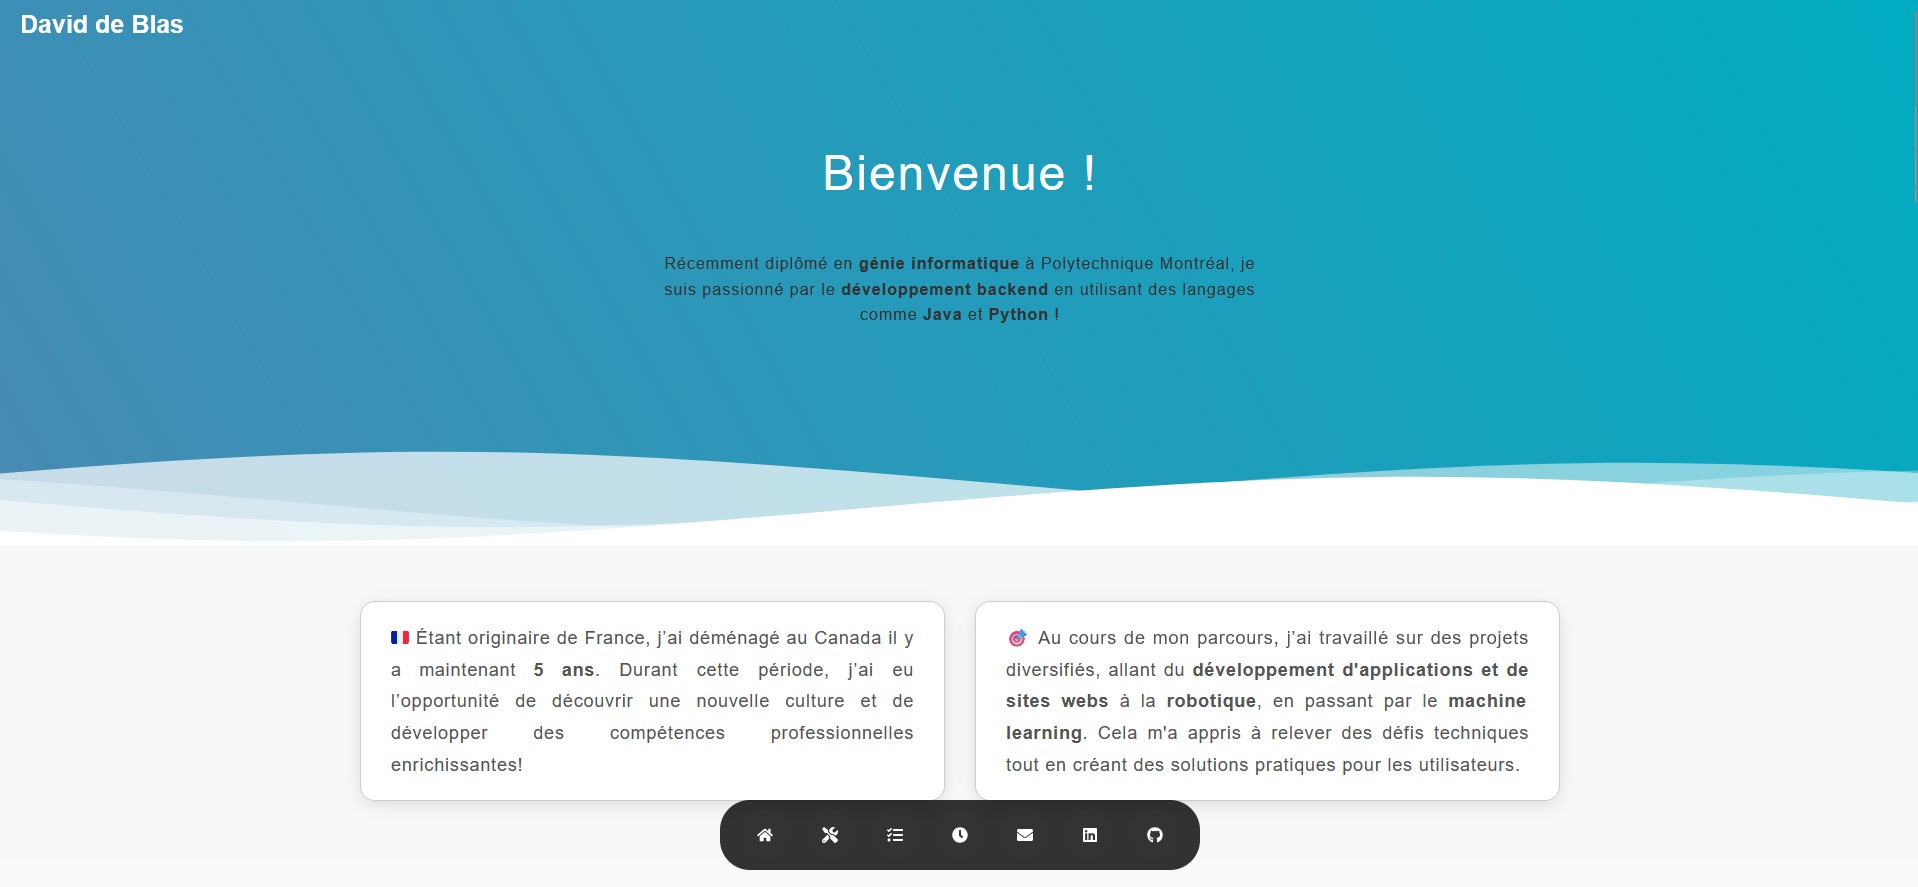 David de Blas
Bienvenue !
Récemment diplômé en génie informatique à Polytechnique Montréal, je
suis passionné par le développement backend en utilisant des langages
comme Java et Python !
Étant originaire de France, j’ai déménagé au Canada il y
a maintenant 5 ans. Durant cette période, j’ai eu
l’opportunité de découvrir une nouvelle culture et de
développer des compétences professionnelles
enrichissantes!
Au cours de mon parcours, j’ai travaillé sur des projets
diversifiés, allant du développement d'applications et de
sites webs à la robotique, en passant par le machine
learning. Cela m'a appris à relever des défis techniques
tout en créant des solutions pratiques pour les utilisateurs.